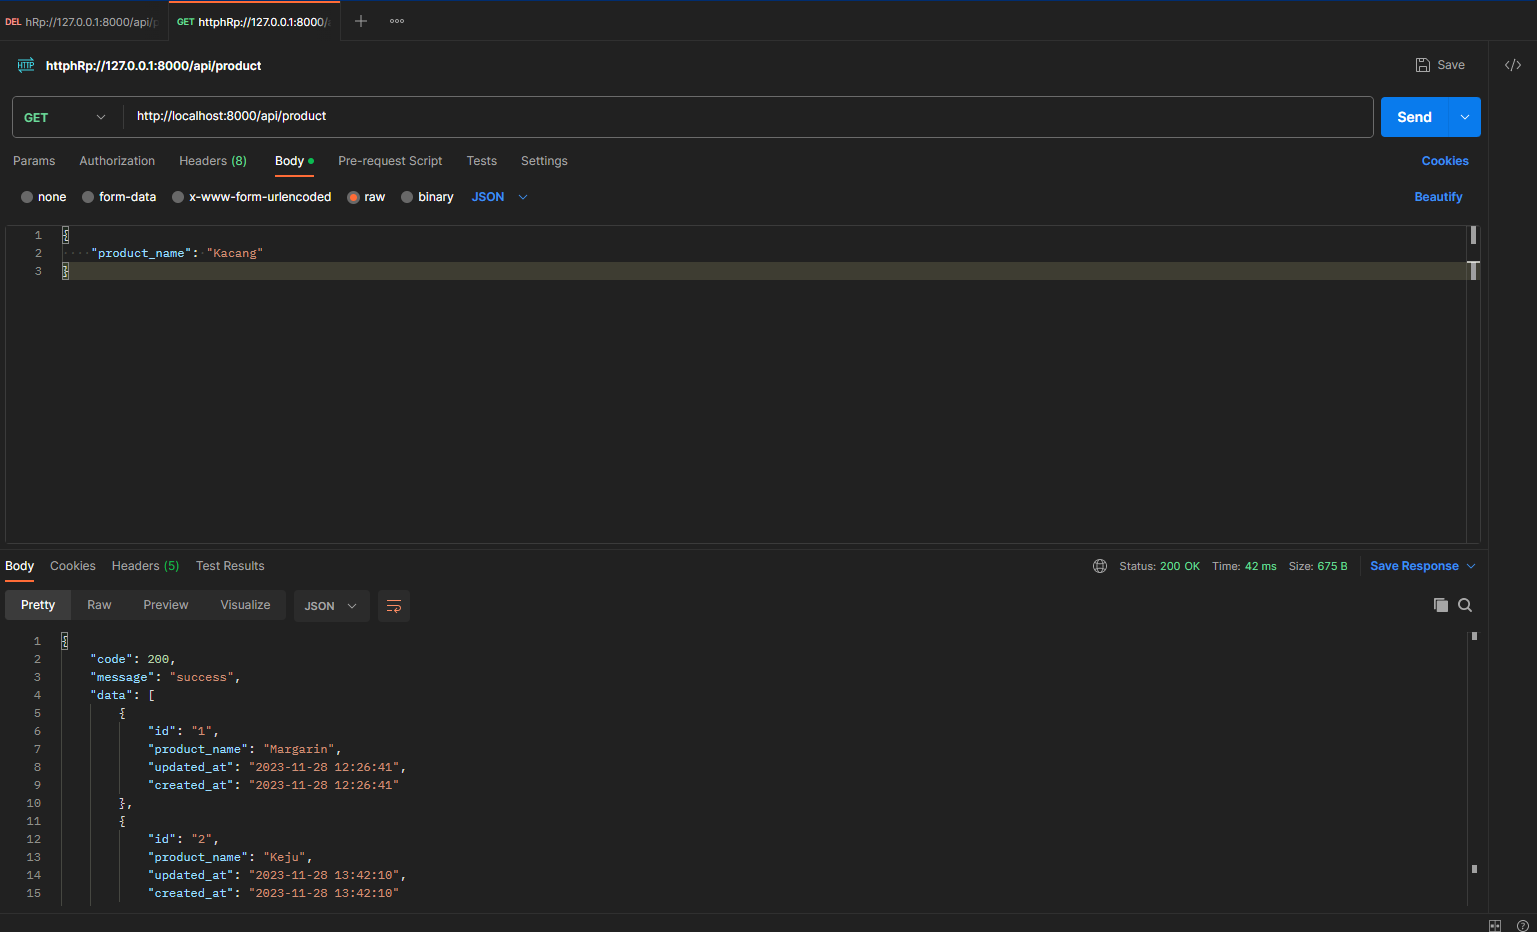 DEL hRp://127.0.0.1:8000/api/p GET httphRp://127.0.0.1:8000/a
HTTP httphRp://127.0.0.1:8000/api/product Save </>
GET http://localhost:8000/api/product Send
Params Authorization Headers (8) Body Pre-request Script Tests Settings Cookies
none form-data x-www-form-urlencoded raw binary JSON Beautify
1 {
2 "product_name": "Kacang"
3 }
Body Cookies Headers (5) Test Results Status: 200 OK Time: 42 ms Size: 675 B Save Response
Pretty Raw Preview Visualize JSON
1 {
2 "code": 200,
3 "message": "success",
4 "data": [
5 {
6 "id": "1",
7 "product_name": "Margarin",
8 "updated_at": "2023-11-28 12:26:41",
9 "created_at": "2023-11-28 12:26:41"
10 },
11 {
12 "id": "2",
13 "product_name": "Keju",
14 "updated_at": "2023-11-28 13:42:10",
15 "created_at": "2023-11-28 13:42:10"